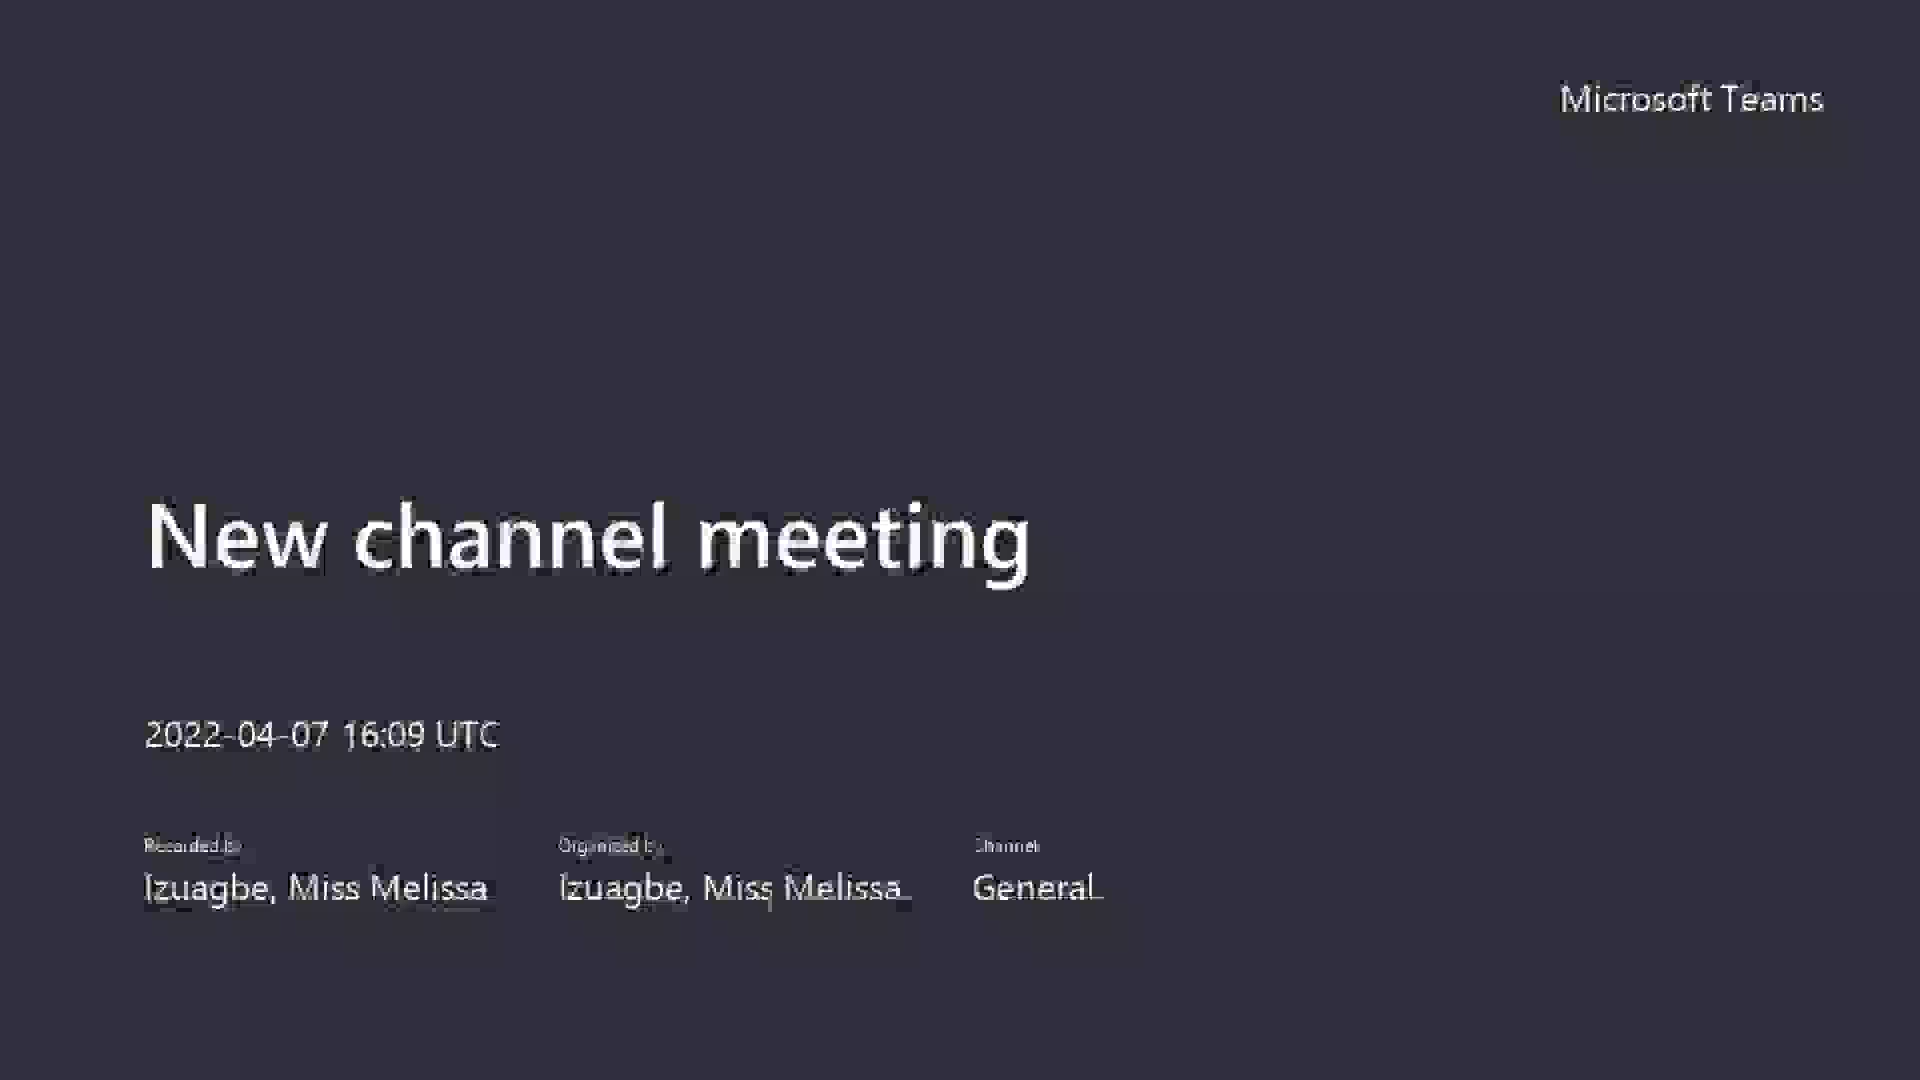 Microsoft Teams
New channel meeting
2022-04-07 16:09 UTC
Recorded by Organized by Channel
Izuagbe, Miss Melissa Izuagbe, Miss Melissa General